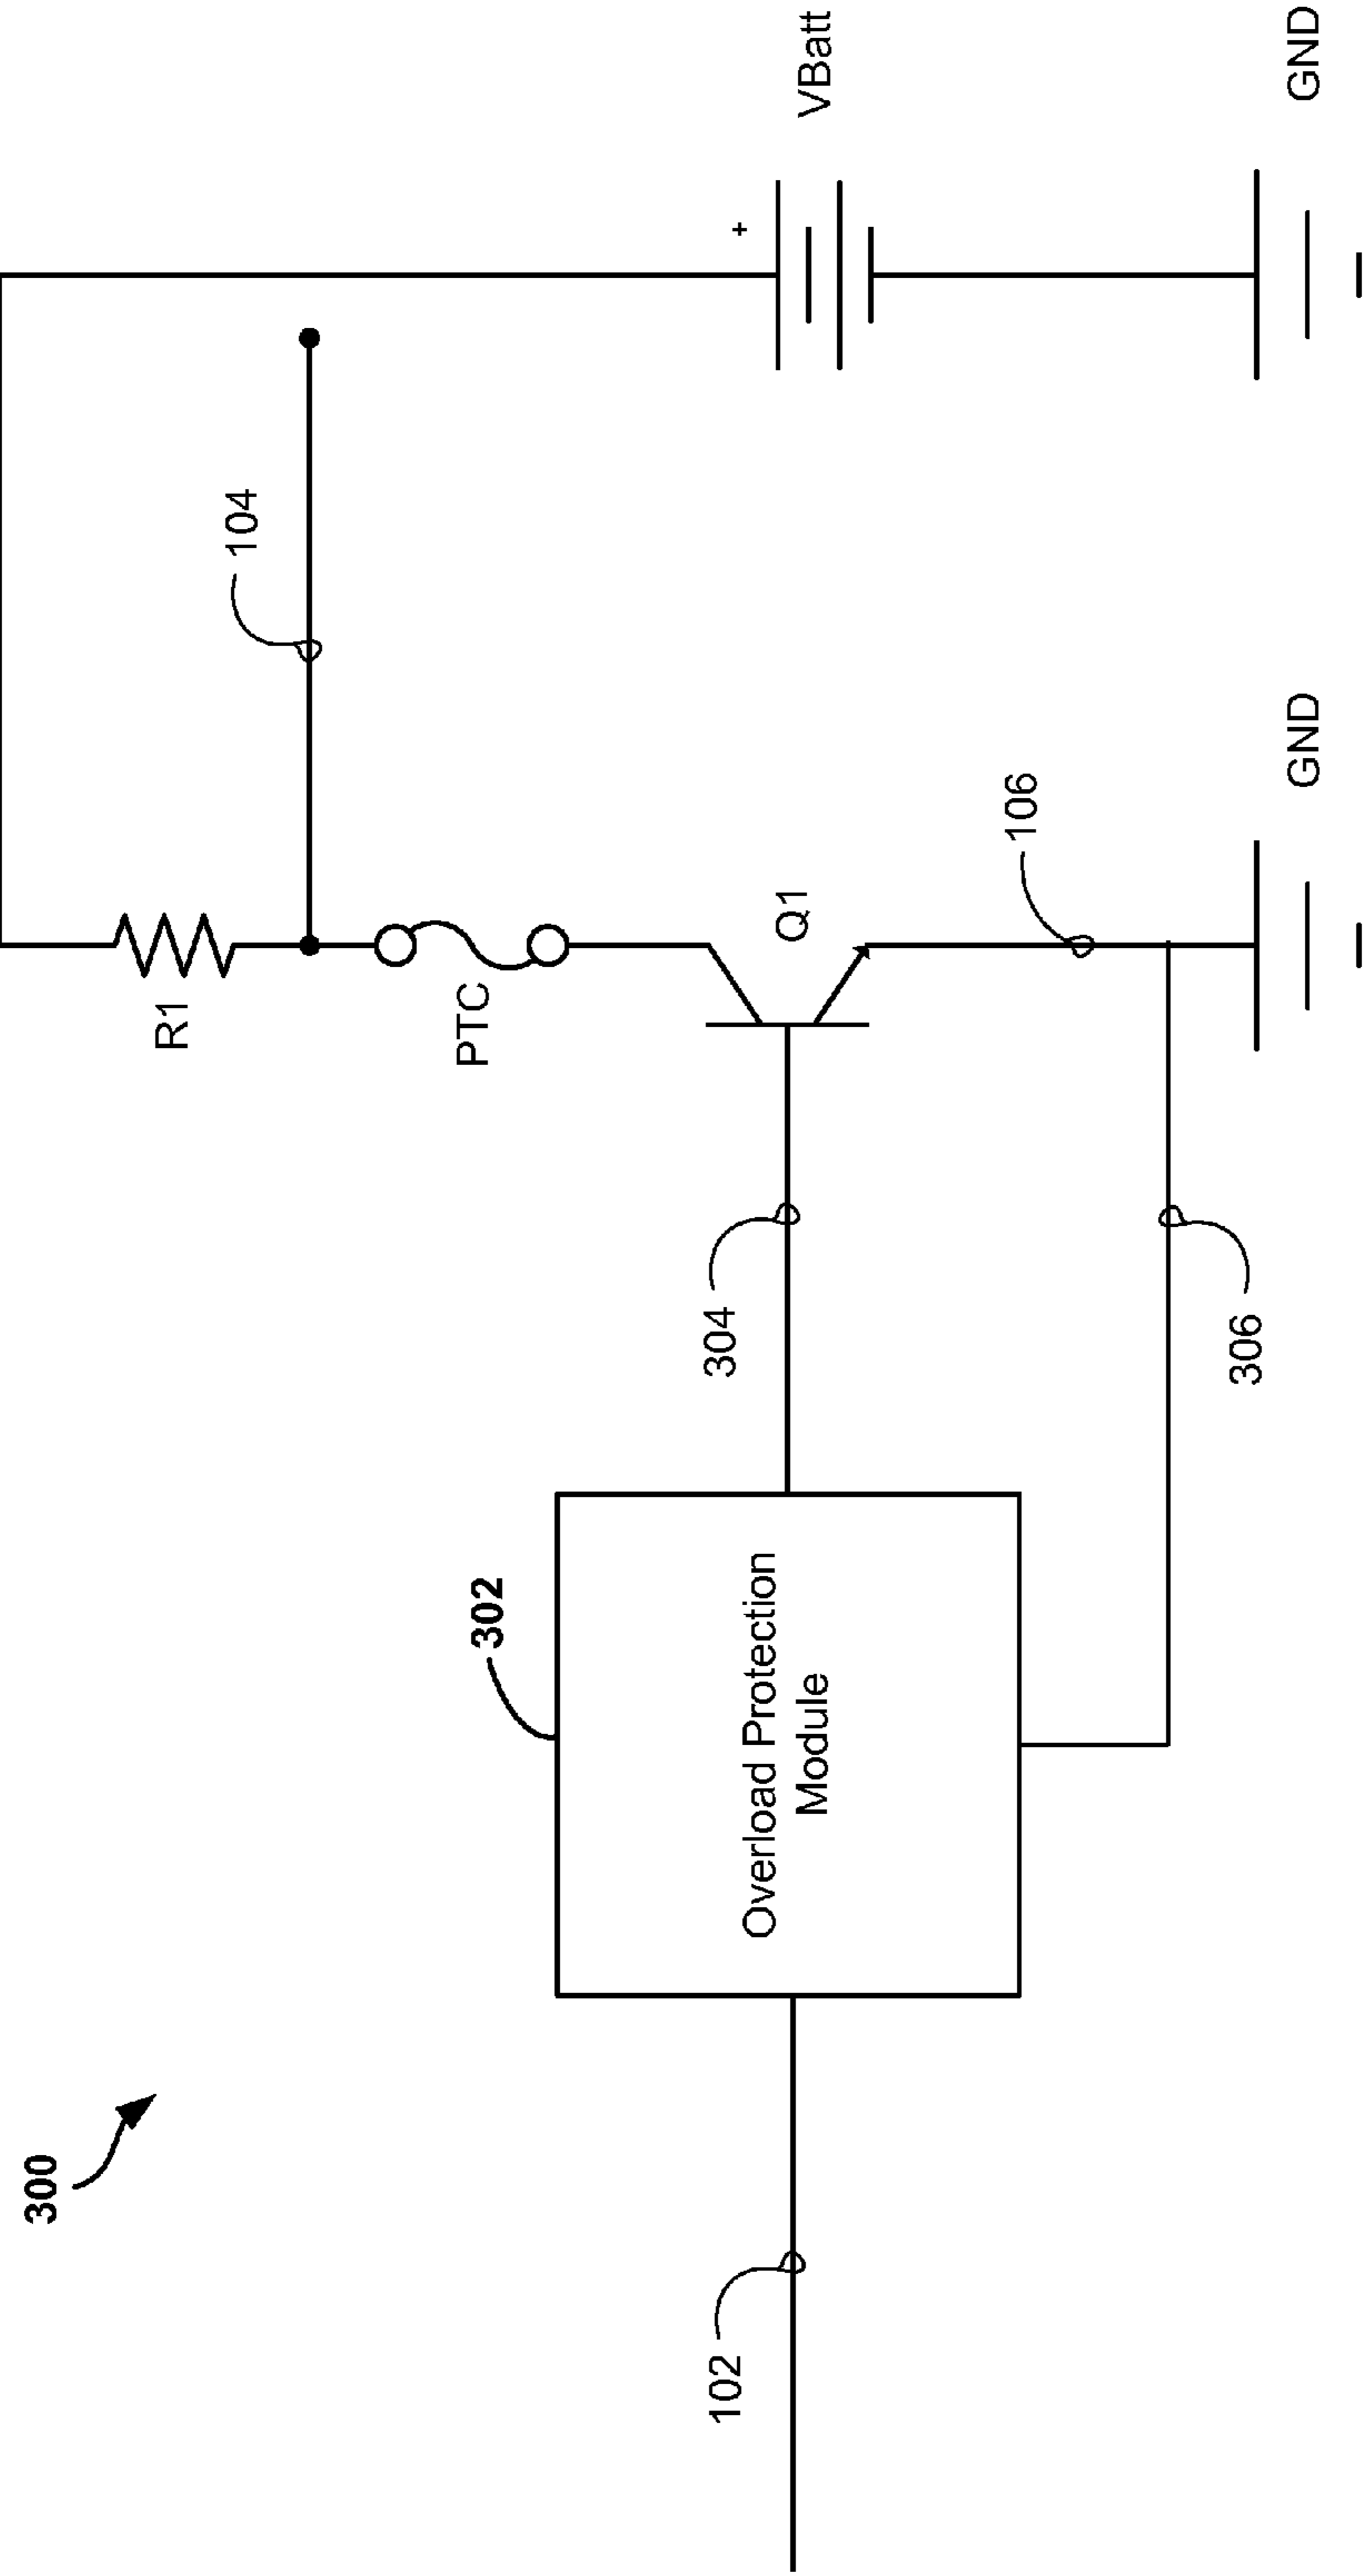 300
102
302
Overload Protection
Module
304
306
R1
PTC
Q1
106
GND
104
+
VBatt
GND